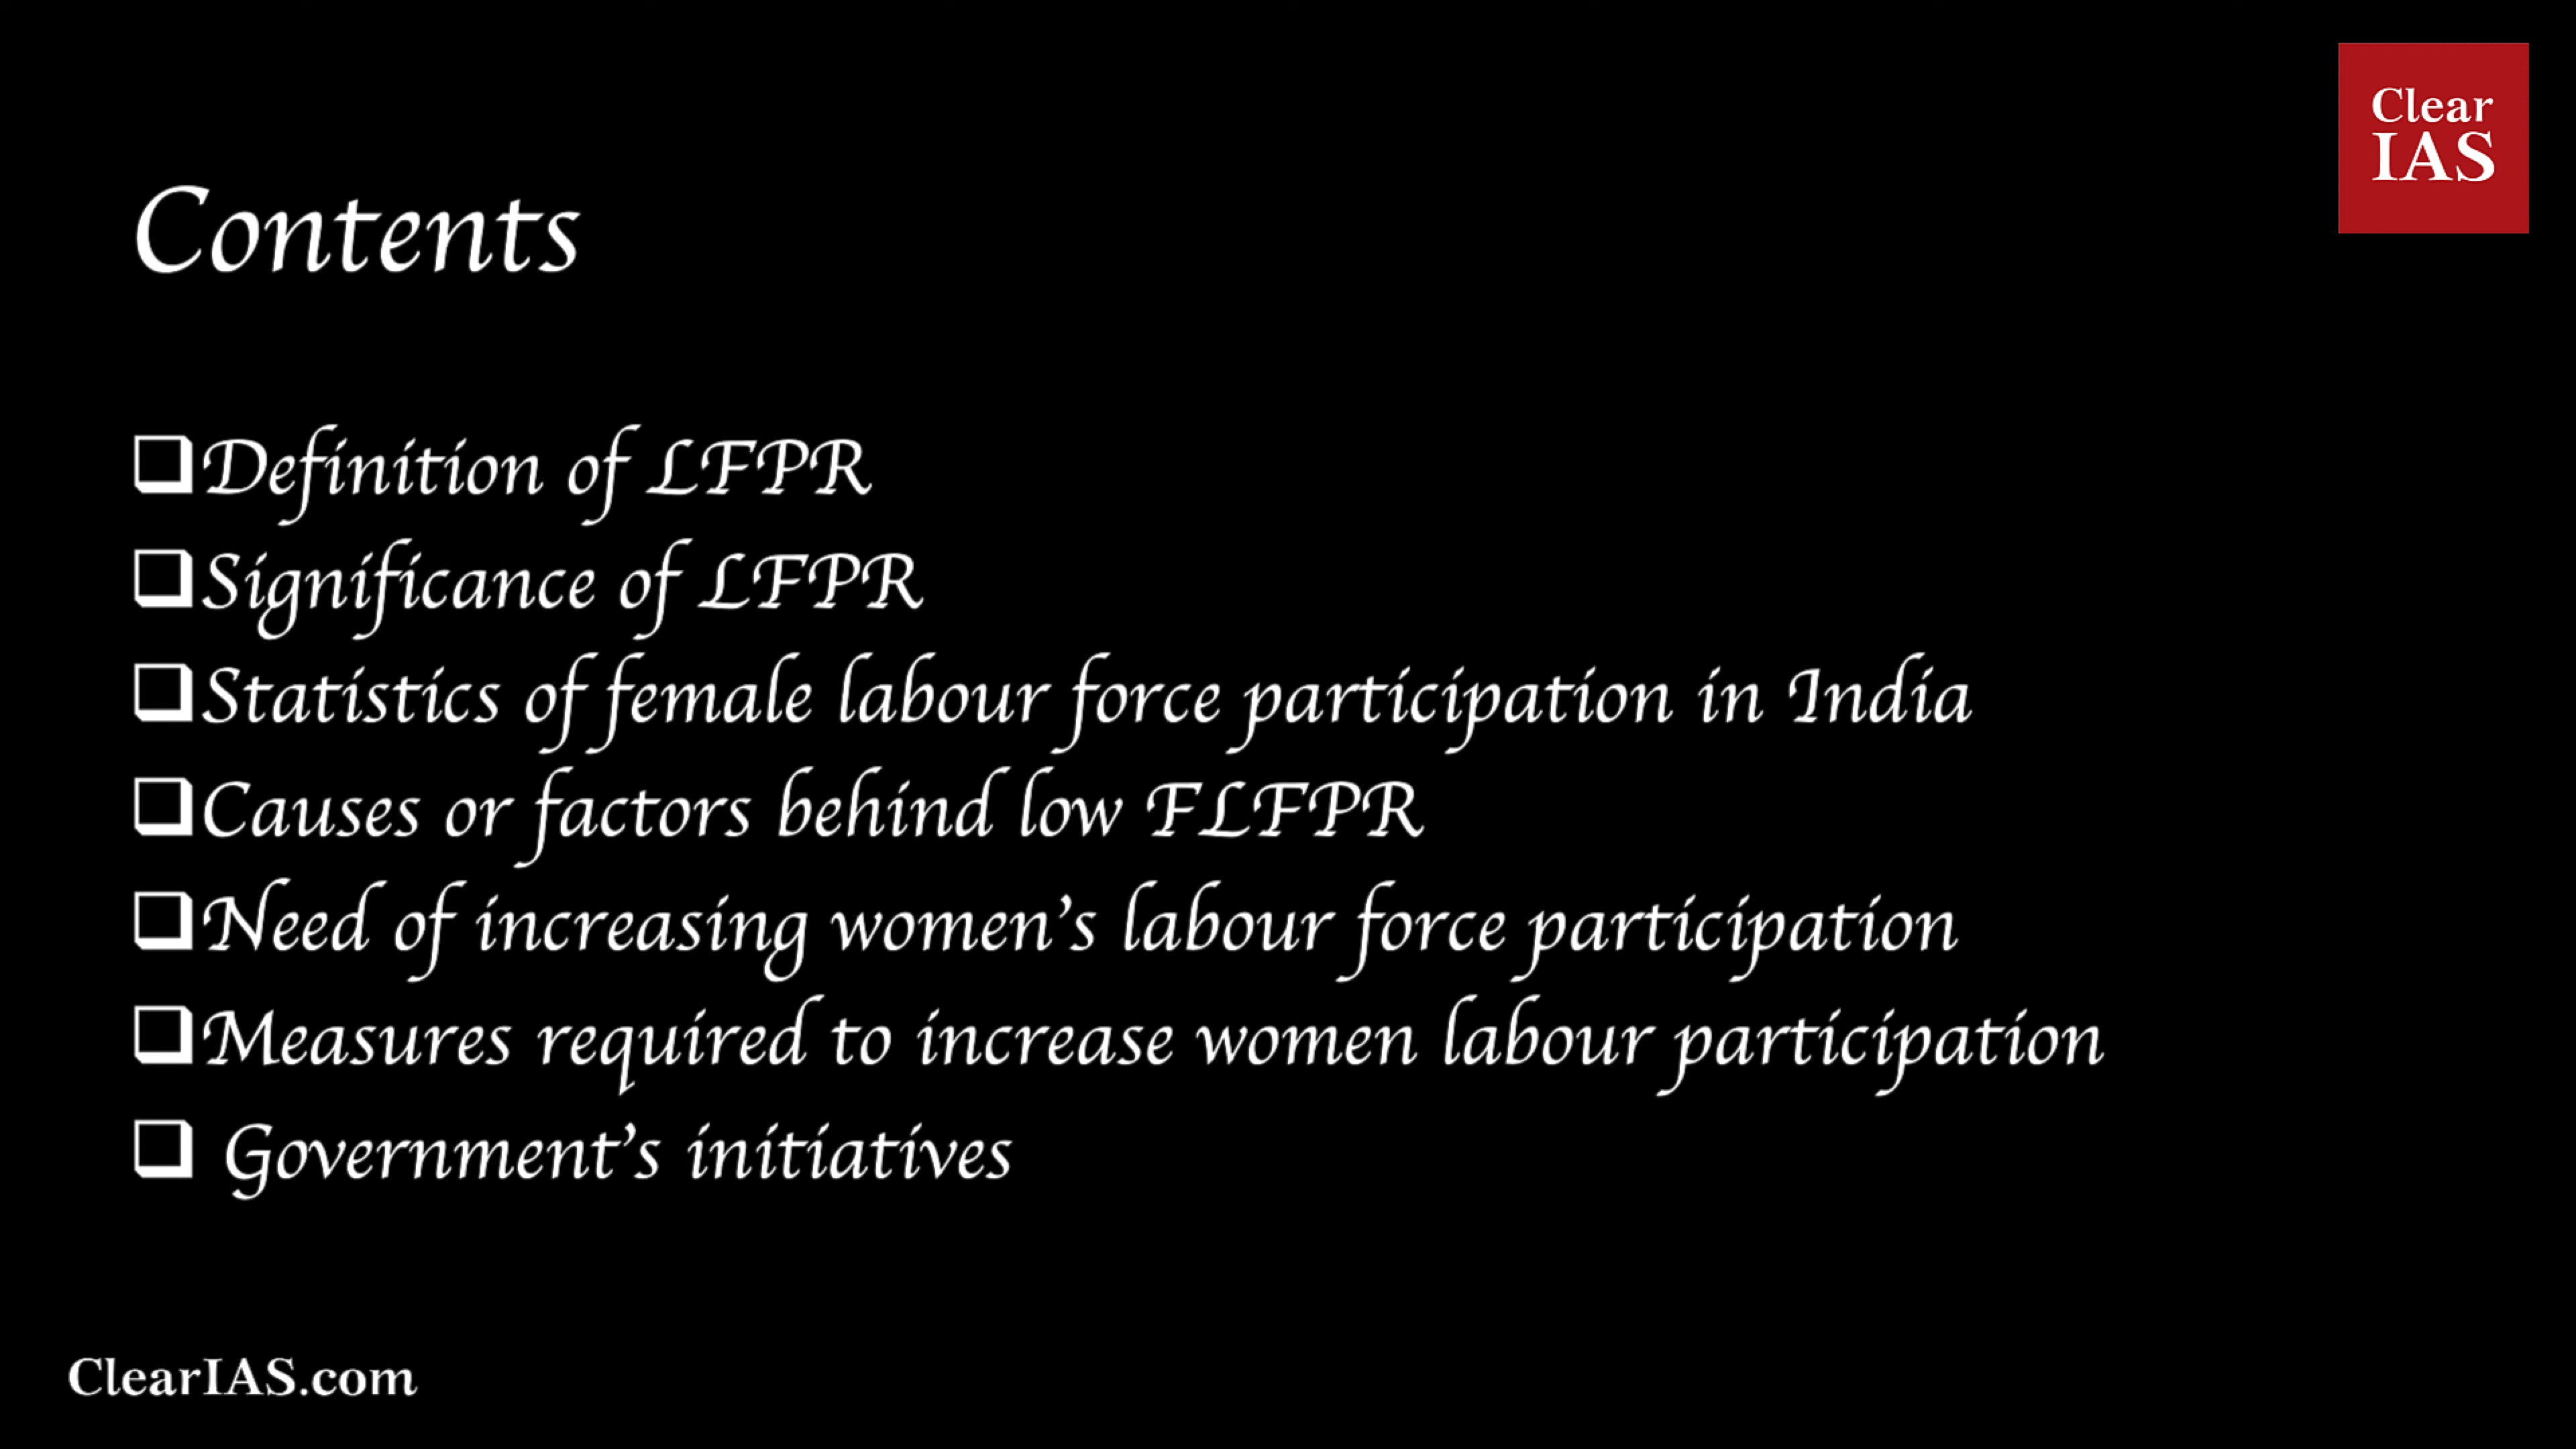 Clear
IAS
Contents
Definition of LFPR
Significance of LFPR
Statistics of female labour force participation in India
Causes or factors behind low FLFPR
Need of increasing women's labour force participation
Measures required to increase women labour participation
Government's initiatives
ClearIAS.com